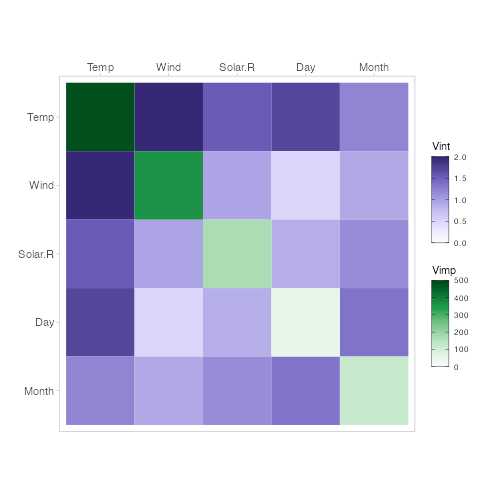 Temp Wind Solar.R Day Month
Temp
Wind
Solar.R
Day
Month
Vint
2.0
1.5
1.0
0.5
0.0
Vimp
500
400
300
200
100
0